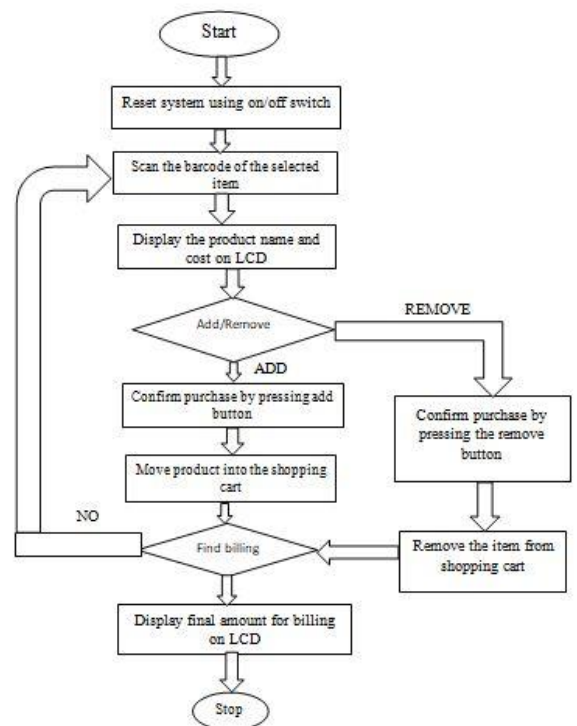 Start
Reset system using on/off switch
Scan the barcode of the selected
item
Display the product name and
cost on LCD
Add/Remove
REMOVE
ADD
Confirm purchase by pressing add
button
Confirm purchase by
pressing the remove
button
Move product into the shopping
cart
NO
Find billing
Remove the item from
shopping cart
Display final amount for billing
on LCD
Stop